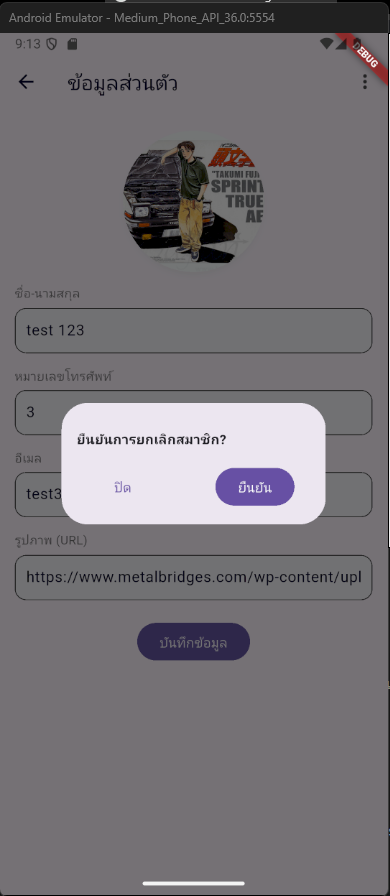 Android Emulator - Medium_Phone_API_36.0:5554
9:13
DEBUG
ข้อมูลส่วนตัว
"TAKUMI FUJI
SPRINT
TRUE
AE
ชื่อ-นามสกุล
test 123
หมายเลขโทรศัพท์
3
ยืนยันการยกเลิกสมาชิก?
อีเมล
test3
ปิด
ยืนยัน
รูปภาพ (URL)
https://www.metalbridges.com/wp-content/upl
บันทึกข้อมูล